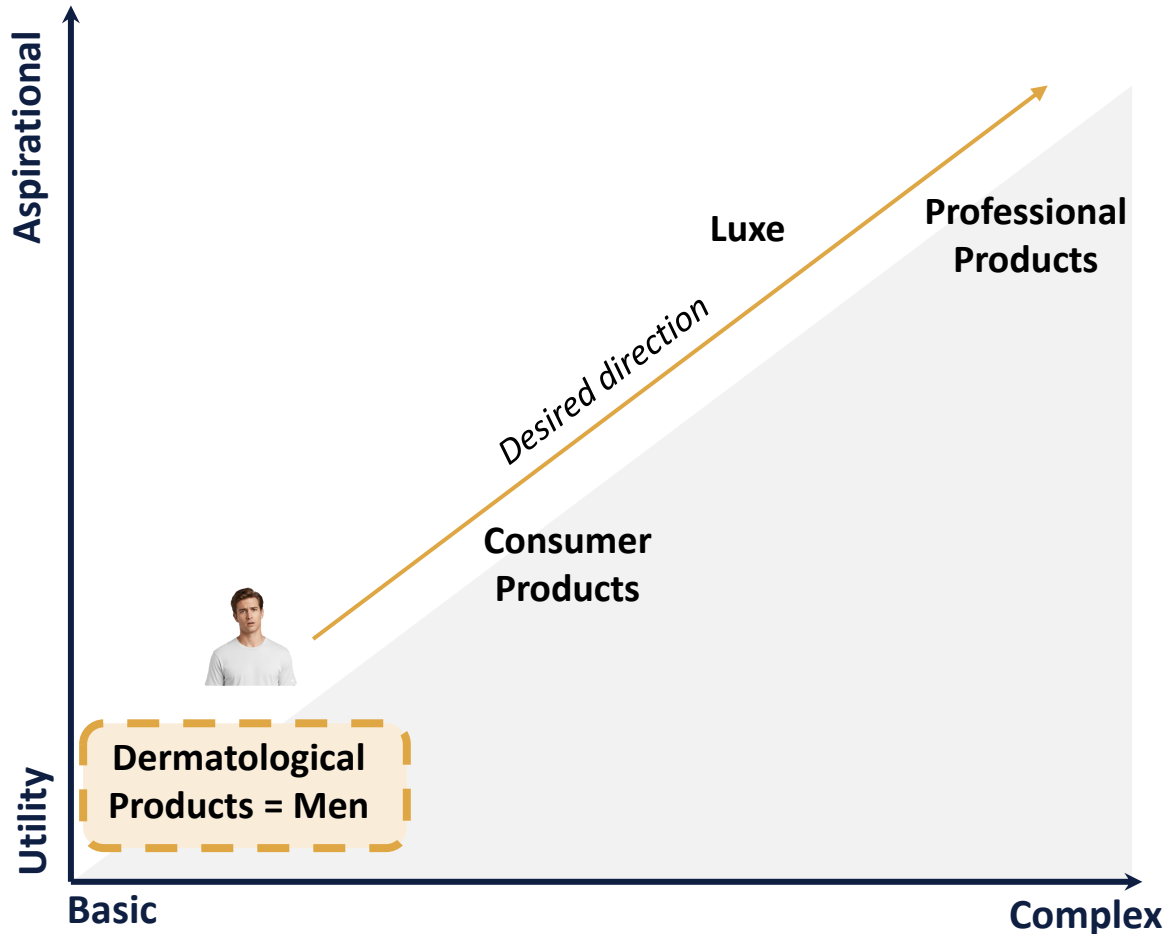 Aspirational
Luxe
Professional
Products
Desired direction
Consumer
Products
Dermatological
Products = Men
Utility
Basic
Complex